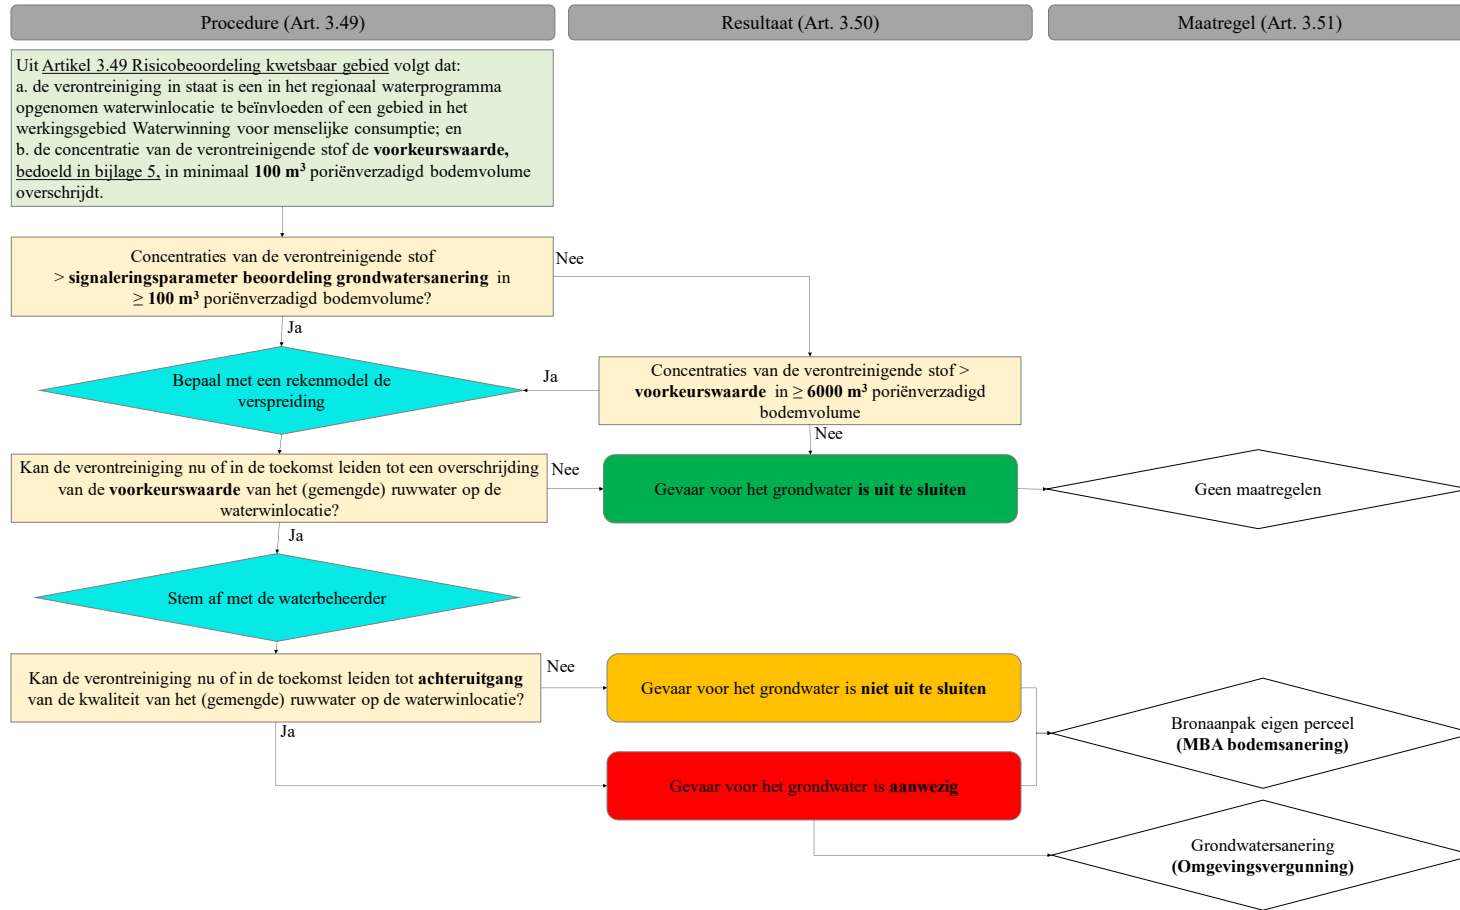 Procedure (Art. 3.49)
Resultaat (Art. 3.50)
Maatregel (Art. 3.51)
Uit Artikel 3.49 Risicobeoordeling kwetsbaar gebied volgt dat:
a. de verontreiniging in staat is een in het regionaal waterprogramma
opgenomen waterwinlocatie te beïnvloeden of een gebied in het
werkingsgebied Waterwinning voor menselijke consumptie; en
b. de concentratie van de verontreinigende stof de voorkeurswaarde,
bedoeld in bijlage 5, in minimaal 100 m³ poriënverzadigd bodemvolume
overschrijdt.
Concentraties van de verontreinigende stof
> signaleringsparameter beoordeling grondwatersanering in
≥ 100 m³ poriënverzadigd bodemvolume?
Nee
Ja
Bepaal met een rekenmodel de
verspreiding
Ja
Concentraties van de verontreinigende stof >
voorkeurswaarde in ≥ 6000 m³ poriënverzadigd
bodemvolume
Nee
Kan de verontreiniging nu of in de toekomst leiden tot een overschrijding
van de voorkeurswaarde van het (gemengde) ruwwater op de
waterwinlocatie?
Nee
Gevaar voor het grondwater is uit te sluiten
Geen maatregelen
Ja
Stem af met de waterbeheerder
Kan de verontreiniging nu of in de toekomst leiden tot achteruitgang
van de kwaliteit van het (gemengde) ruwwater op de waterwinlocatie?
Nee
Gevaar voor het grondwater is niet uit te sluiten
Ja
Bronaanpak eigen perceel
(MBA bodemsanering)
Gevaar voor het grondwater is aanwezig
Grondwatersanering
(Omgevingsvergunning)